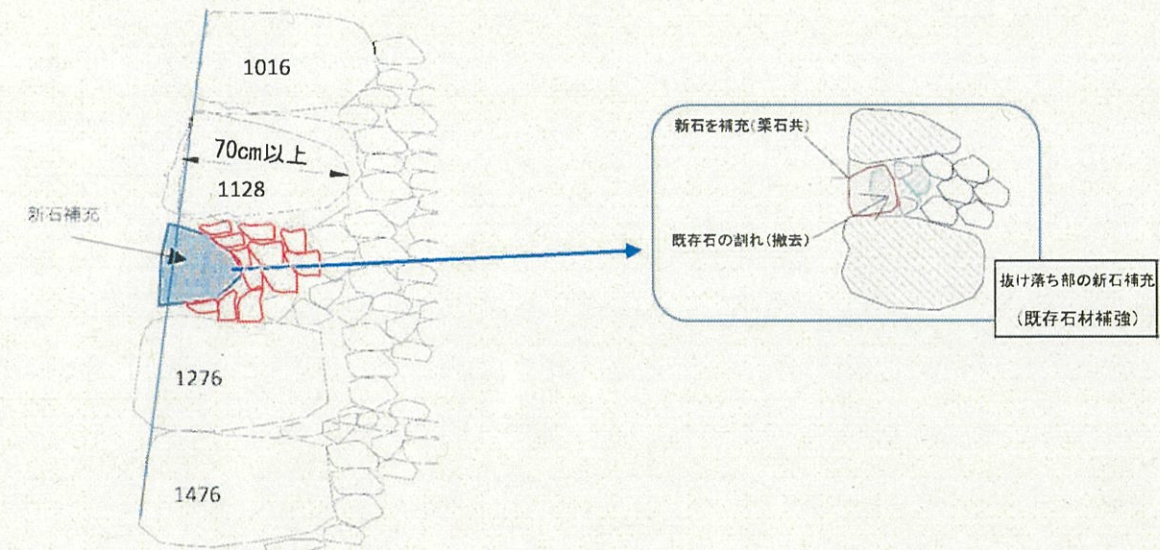 1016
70cm以上
1128
新石補充
1276
1476
新石を補充(栗石共)
既存石の割れ(撤去)
抜け落ち部の新石補充
(既存石材補強)